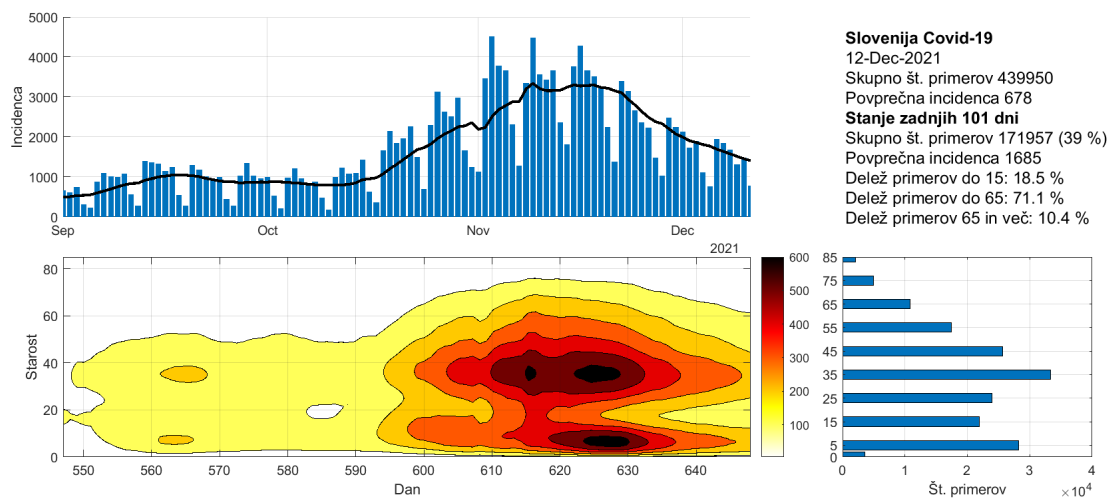 5000
4000
3000
2000
1000
0
Incidenca
Sep
Oct
Nov
Dec
2021
Slovenija Covid-19
12-Dec-2021
Skupno št. primerov 439950
Povprečna incidenca 678
Stanje zadnjih 101 dni
Skupno št. primerov 171957 (39 %)
Povprečna incidenca 1685
Delež primerov do 15: 18.5 %
Delež primerov do 65: 71.1 %
Delež primerov 65 in več: 10.4 %
80
60
40
20
0
Starost
550
560
570
580
590
600
610
620
630
640
Dan
600
500
400
300
200
100
85
75
65
55
45
35
25
15
5
0
0
1
2
3
4
Št. primerov
×10^4